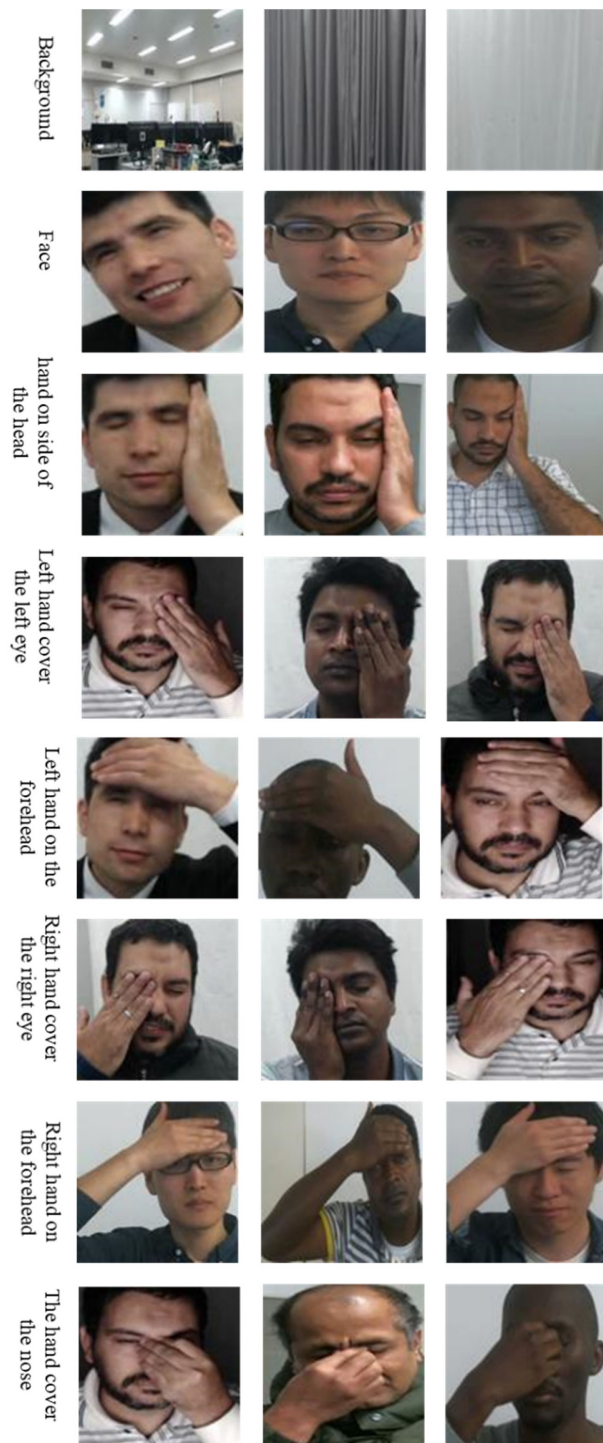 Background
Face
hand on side of
the head
Left hand cover
the left eye
Left hand on the
forehead
Right hand cover
the right eye
Right hand on
the forehead
The hand cover
the nose